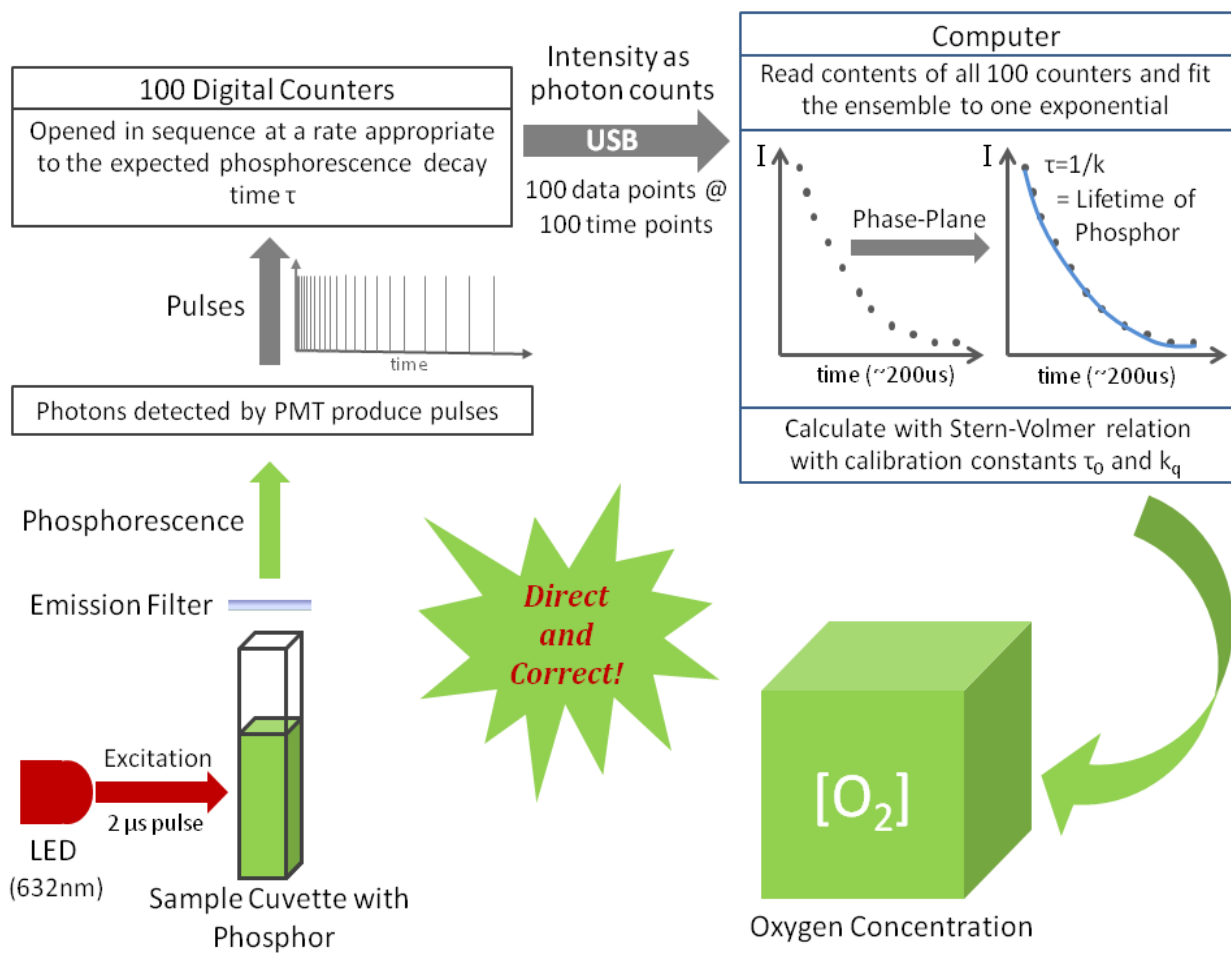 100 Digital Counters
Opened in sequence at a rate appropriate
to the expected phosphorescence decay
time τ
Intensity as
photon counts
USB
100 data points @
100 time points
Computer
Read contents of all 100 counters and fit
the ensemble to one exponential
I
time (~200us)
Phase-Plane
I
τ=1/k
= Lifetime of
Phosphor
time (~200us)
Calculate with Stern-Volmer relation
with calibration constants τ₀ and k_q
Pulses
time
Photons detected by PMT produce pulses
Phosphorescence
Emission Filter
Excitation
2 μs pulse
LED
(632nm)
Sample Cuvette with
Phosphor
Direct
and
Correct!
[O₂]
Oxygen Concentration